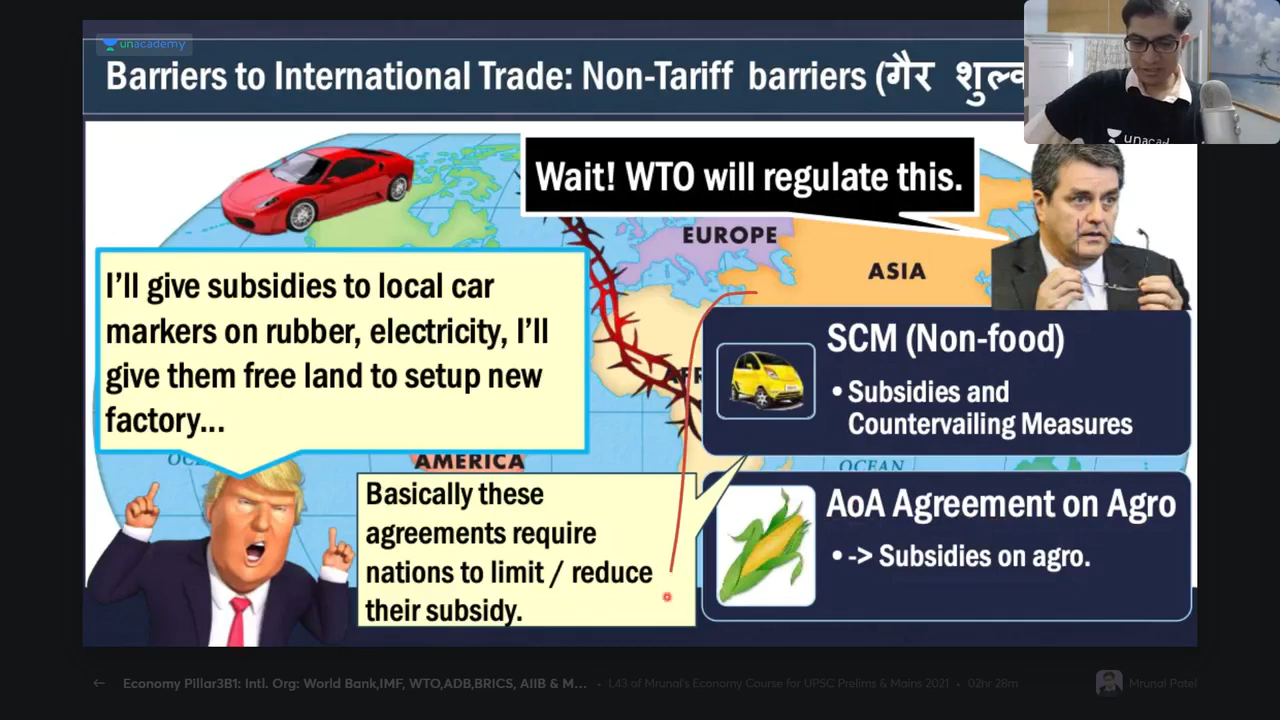 unacademy
Barriers to International Trade: Non-Tariff barriers (गैर
unacad
Wait! WTO will regulate this.
EUROPE
ASIA
I'll give subsidies to local car
markers on rubber, electricity, I'll
give them free land to setup new
factory...
AFR
SCM (Non-food)
• Subsidies and
Countervailing Measures
AMERICA
OCEAN
Basically these
agreements require
nations to limit / reduce
their subsidy.
AoA Agreement on Agro
• -> Subsidies on agro.
← Economy Pillar3B1: Intl. Org: World Bank,IMF, WTO,ADB,BRICS, AIIB & M... • L43 of Mrunal's Economy Course for UPSC Prelims & Mains 2021 • 02hr 28m
Mrunal Patel